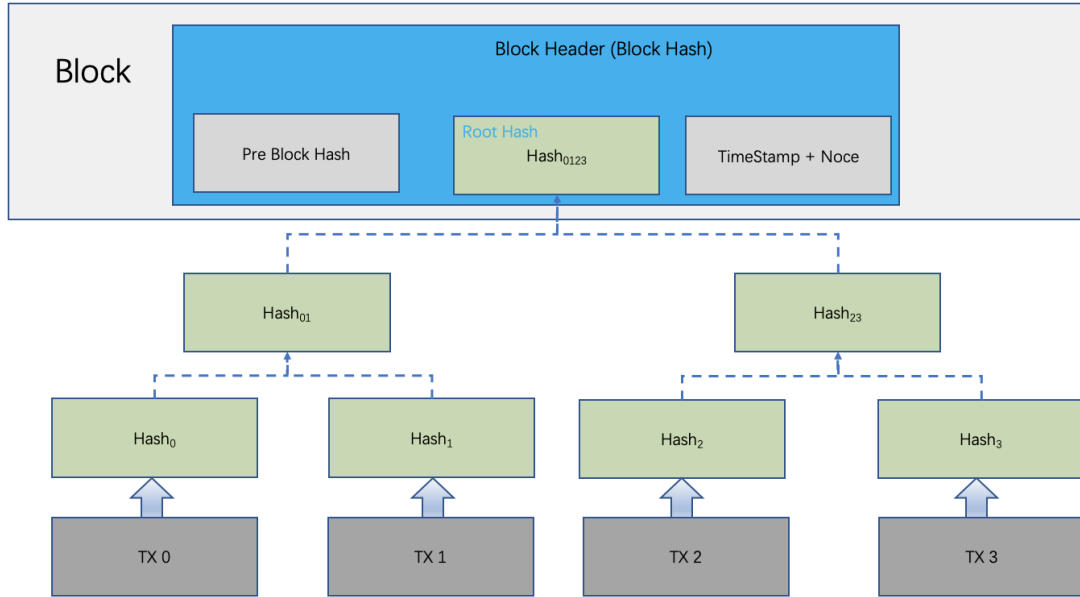 Block
Block Header (Block Hash)
Pre Block Hash
Root Hash
Hash₀₁₂₃
TimeStamp + Noce
Hash₀₁
Hash₂₃
Hash₀
Hash₁
Hash₂
Hash₃
TX 0
TX 1
TX 2
TX 3